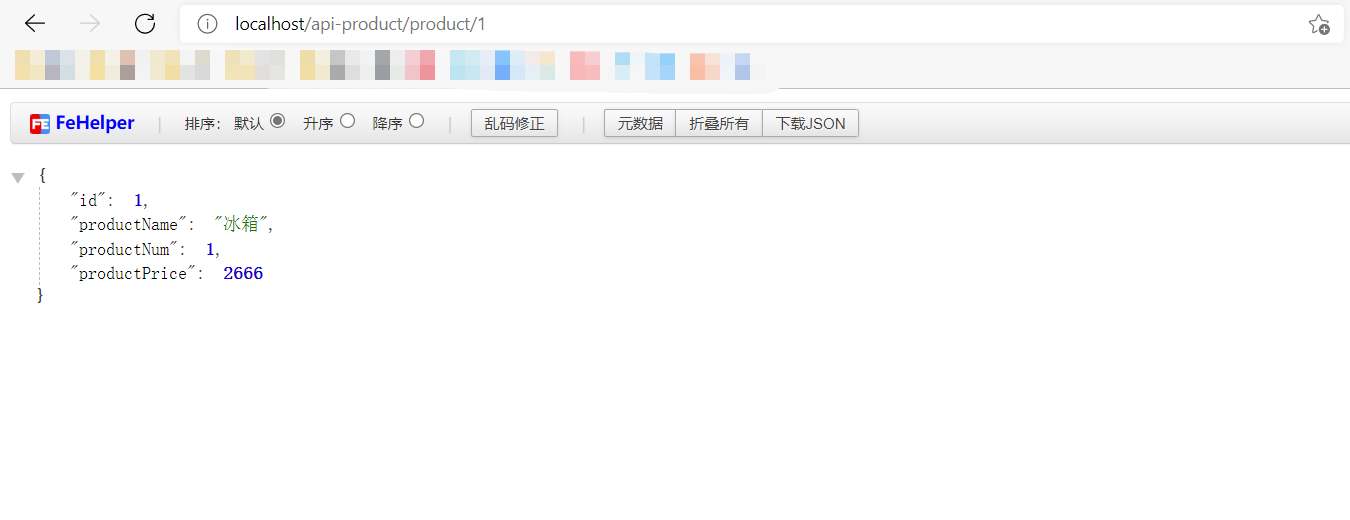 localhost/api-product/product/1
FeHelper | 排序： 默认 升序 降序 | 乱码修正 | 元数据 折叠所有 下载JSON
{
"id": 1,
"productName": "冰箱",
"productNum": 1,
"productPrice": 2666
}